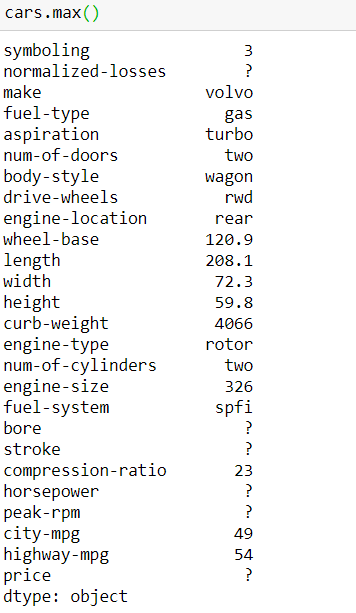 cars.max()
symboling 3
normalized-losses ?
make volvo
fuel-type gas
aspiration turbo
num-of-doors two
body-style wagon
drive-wheels rwd
engine-location rear
wheel-base 120.9
length 208.1
width 72.3
height 59.8
curb-weight 4066
engine-type rotor
num-of-cylinders two
engine-size 326
fuel-system spfi
bore ?
stroke ?
compression-ratio 23
horsepower ?
peak-rpm ?
city-mpg 49
highway-mpg 54
price ?
dtype: object